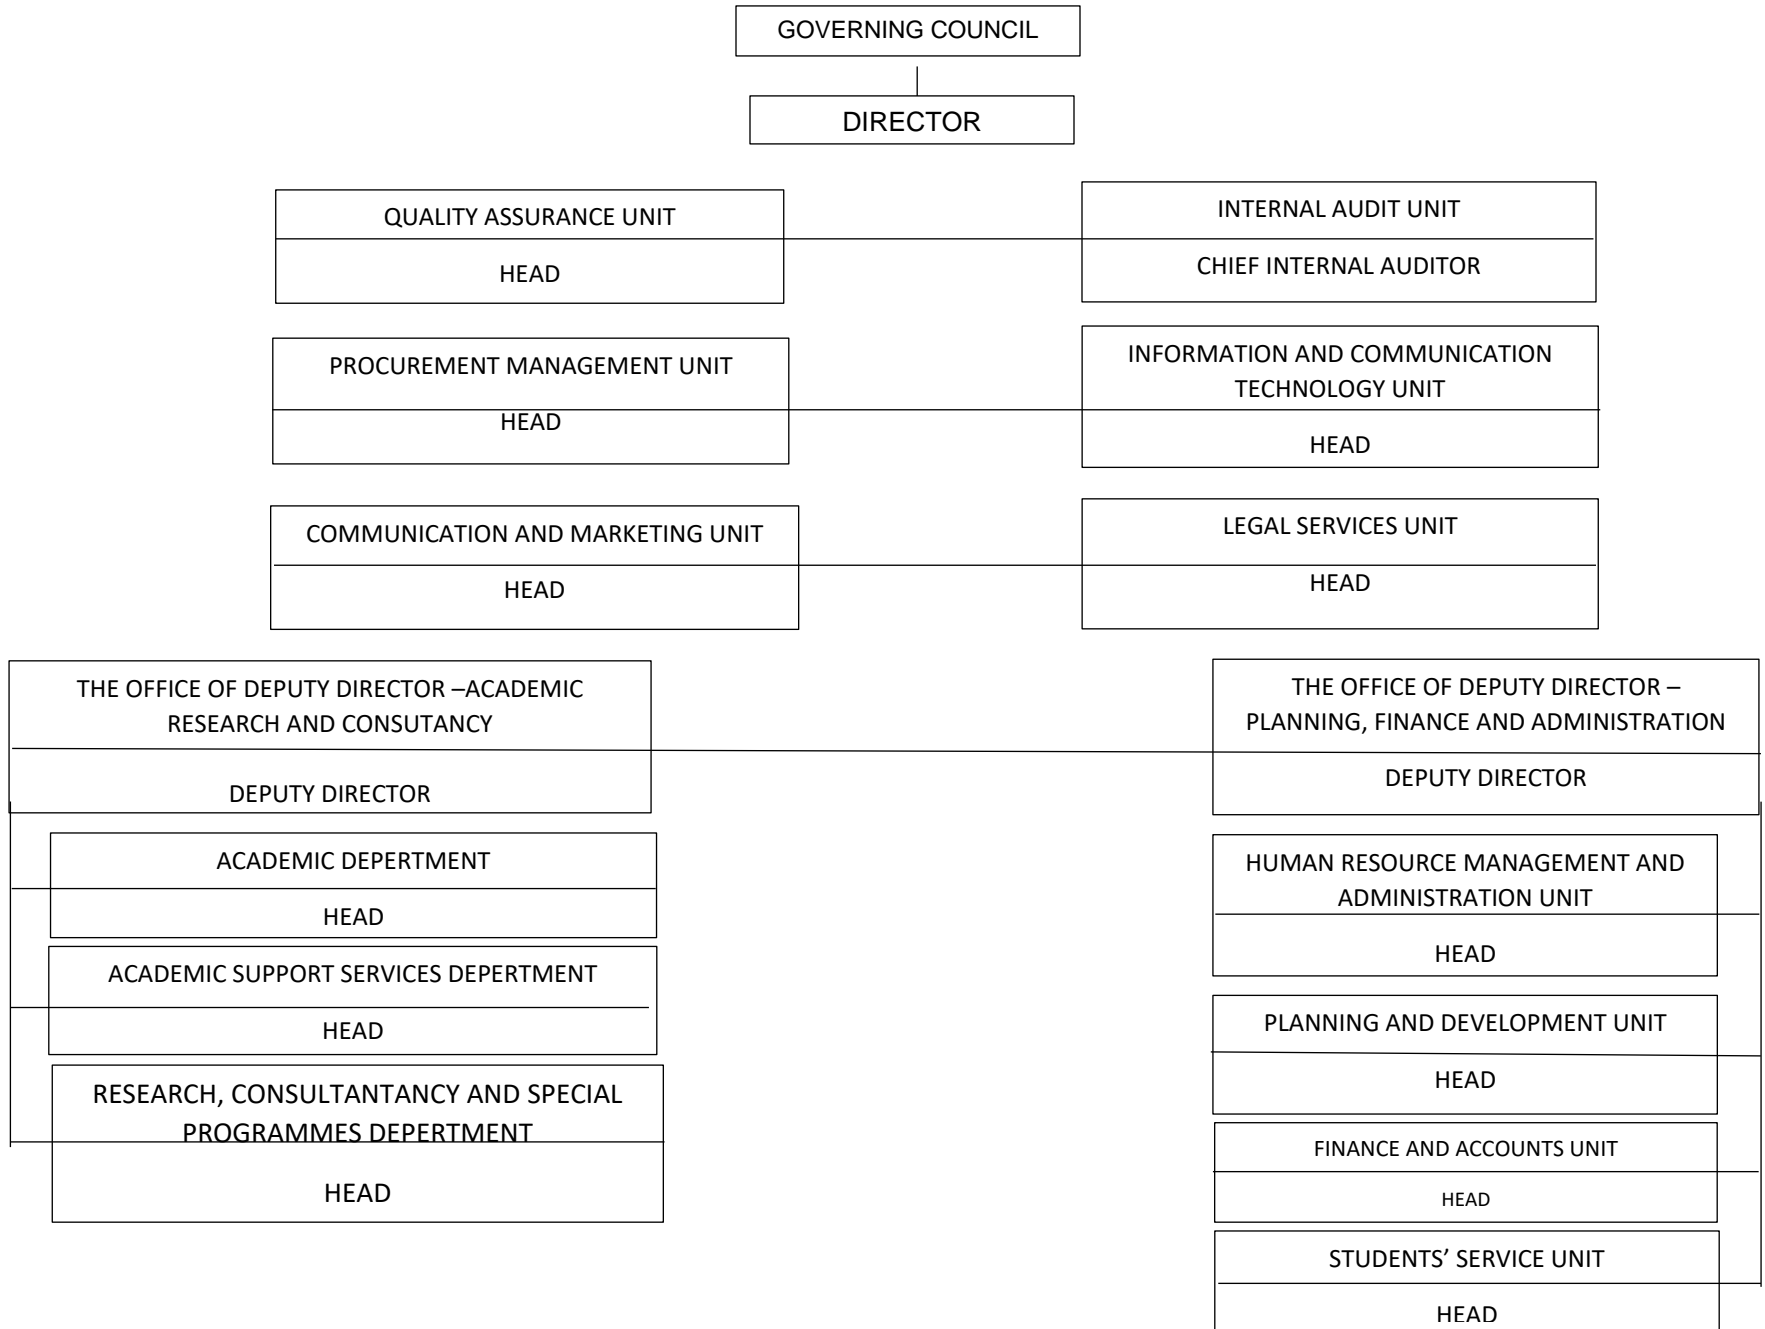 GOVERNING COUNCIL
DIRECTOR
QUALITY ASSURANCE UNIT
HEAD
INTERNAL AUDIT UNIT
CHIEF INTERNAL AUDITOR
PROCUREMENT MANAGEMENT UNIT
HEAD
INFORMATION AND COMMUNICATION
TECHNOLOGY UNIT
HEAD
COMMUNICATION AND MARKETING UNIT
HEAD
LEGAL SERVICES UNIT
HEAD
THE OFFICE OF DEPUTY DIRECTOR –ACADEMIC
RESEARCH AND CONSUTANCY
DEPUTY DIRECTOR
THE OFFICE OF DEPUTY DIRECTOR –
PLANNING, FINANCE AND ADMINISTRATION
DEPUTY DIRECTOR
ACADEMIC DEPERTMENT
HEAD
ACADEMIC SUPPORT SERVICES DEPERTMENT
HEAD
RESEARCH, CONSULTANTANCY AND SPECIAL
PROGRAMMES DEPERTMENT
HEAD
HUMAN RESOURCE MANAGEMENT AND
ADMINISTRATION UNIT
HEAD
PLANNING AND DEVELOPMENT UNIT
HEAD
FINANCE AND ACCOUNTS UNIT
HEAD
STUDENTS’ SERVICE UNIT
HEAD